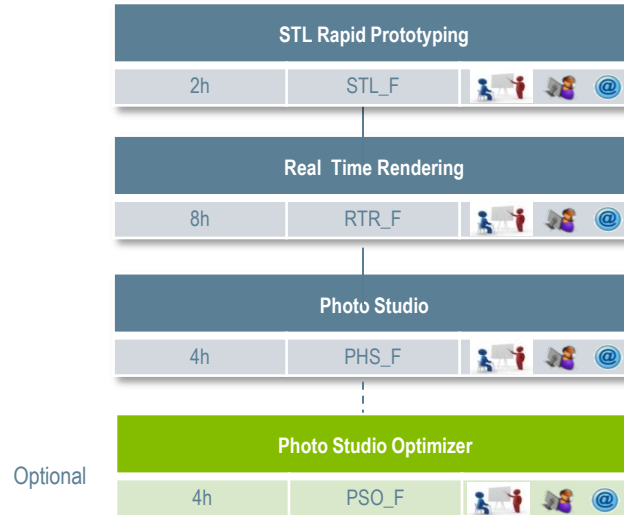 STL Rapid Prototyping
2h STL_F @
Real Time Rendering
8h RTR_F @
Photo Studio
4h PHS_F @
Photo Studio Optimizer
Optional
4h PSO_F @